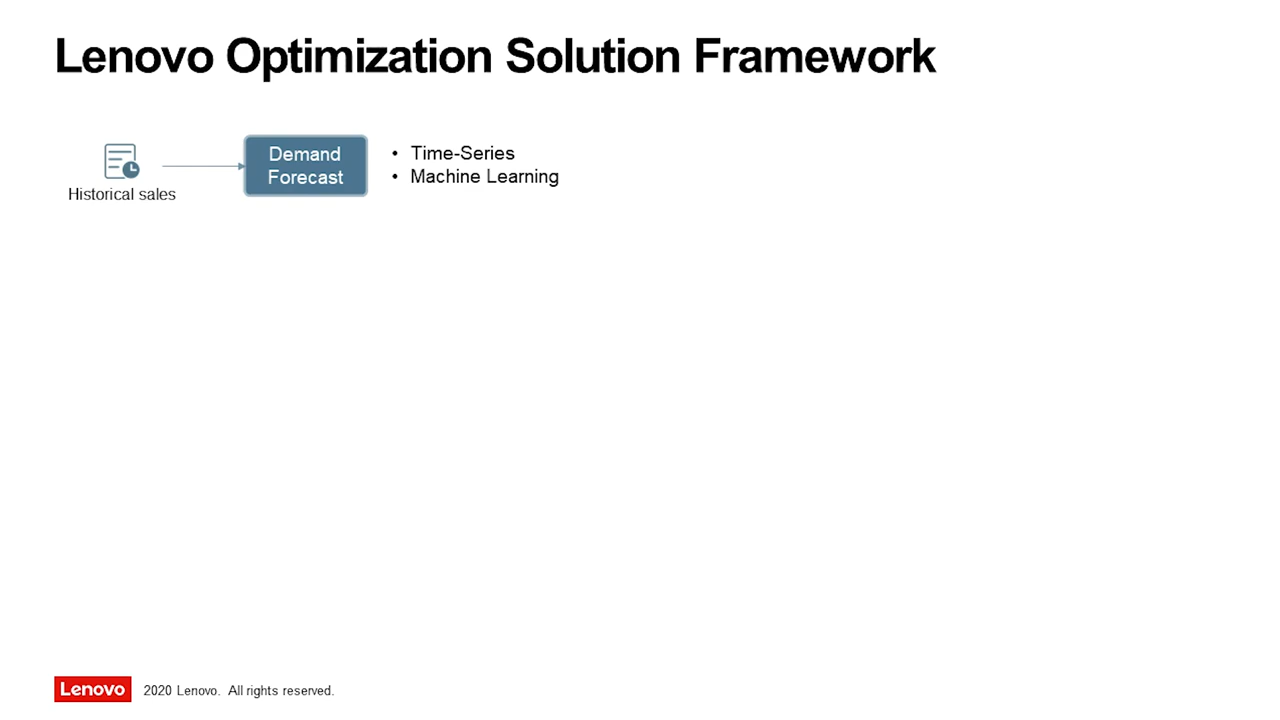 Lenovo Optimization Solution Framework
Demand
Forecast
• Time-Series
• Machine Learning
Historical sales
Lenovo
2020 Lenovo. All rights reserved.